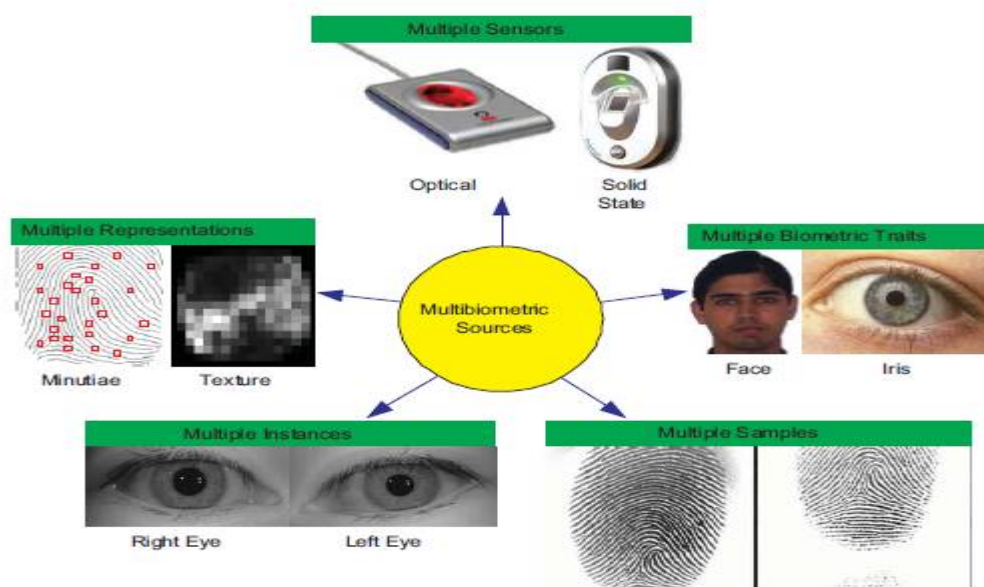 Multiple Sensors
Optical
Solid
State
Multiple Representations
Minutiae
Texture
Multiple Biometric Traits
Face
Iris
Multibiometric
Sources
Multiple Instances
Right Eye
Left Eye
Multiple Samples